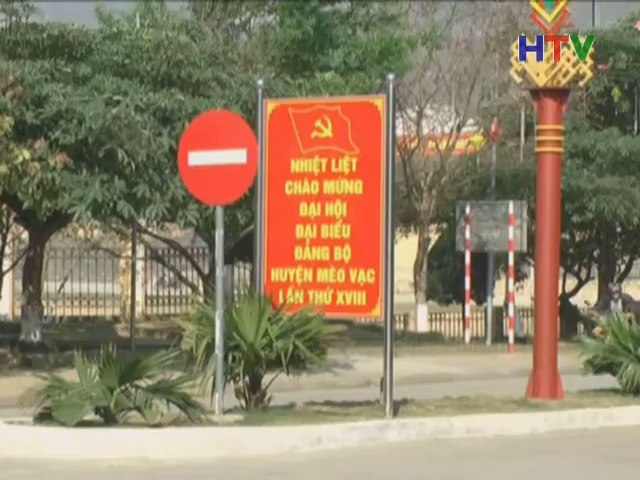 HTV
NHIỆT LIỆT
CHÀO MỪNG
ĐẠI HỘI
ĐẠI BIỂU
ĐẢNG BỘ
HUYỆN MÈO VẠC
LẦN THỨ XVIII